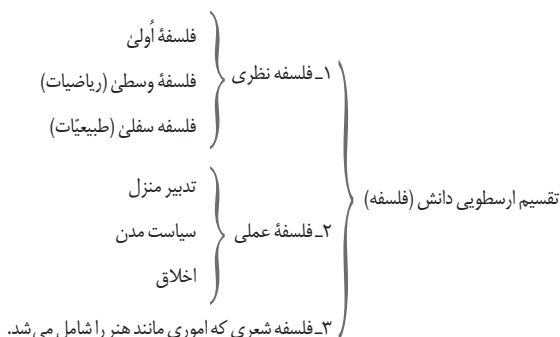 تقسیم ارسطویی دانش (فلسفه)
۱ـ فلسفه نظری
فلسفهٔ اُولیٰ
فلسفهٔ وسطیٰ (ریاضیات)
فلسفه سفلیٰ (طبیعیّات)
۲ـ فلسفهٔ عملی
تدبیر منزل
سیاست مدن
اخلاق
۳ـ فلسفه شعری که اموری مانند هنر را شامل می‌شد.